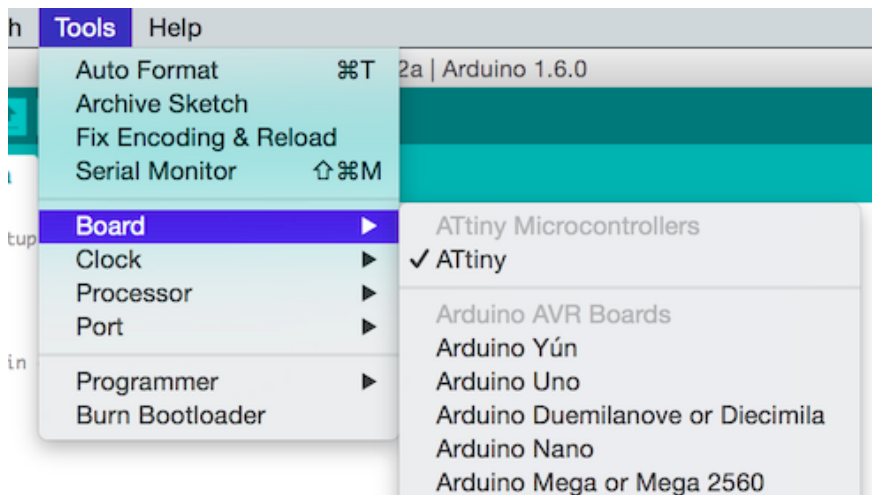 h Tools Help
2a | Arduino 1.6.0
Auto Format ⌘T
Archive Sketch
Fix Encoding & Reload
Serial Monitor ⇧⌘M
Board
Clock
Processor
Port
Programmer
Burn Bootloader
tup
in
ATtiny Microcontrollers
✓ ATtiny
Arduino AVR Boards
Arduino Yún
Arduino Uno
Arduino Duemilanove or Diecimila
Arduino Nano
Arduino Mega or Mega 2560